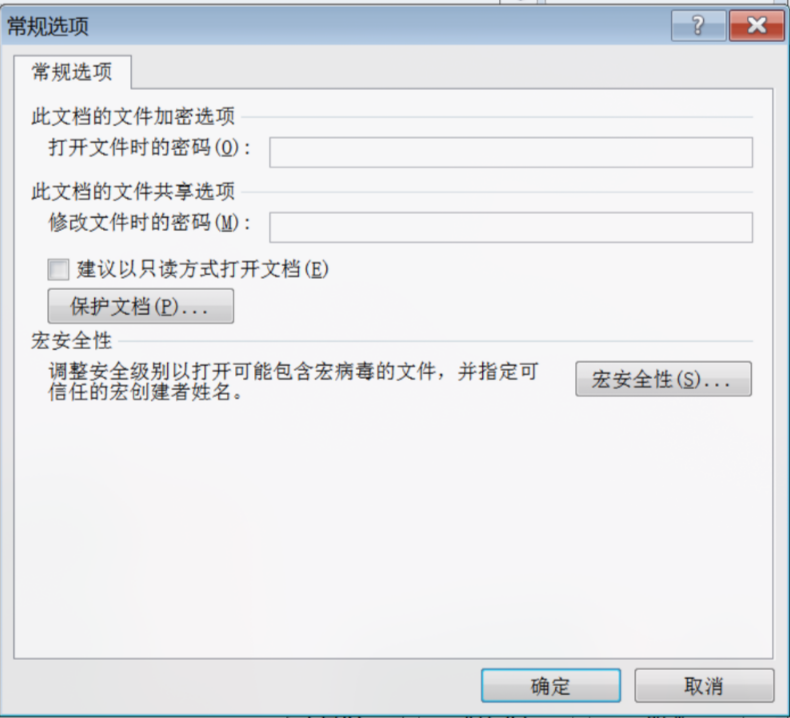 常规选项
常规选项
此文档的文件加密选项
打开文件时的密码(O):
此文档的文件共享选项
修改文件时的密码(M):
建议以只读方式打开文档(E)
保护文档(P)...
宏安全性
调整安全级别以打开可能包含宏病毒的文件，并指定可
信任的宏创建者姓名。
宏安全性(S)...
确定
取消